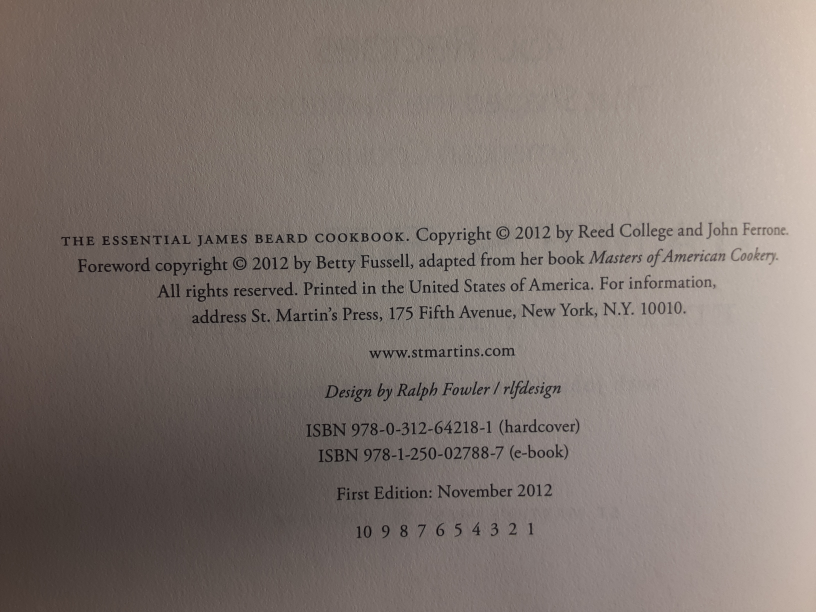 THE ESSENTIAL JAMES BEARD COOKBOOK. Copyright © 2012 by Reed College and John Ferrone.
Foreword copyright © 2012 by Betty Fussell, adapted from her book Masters of American Cookery.
All rights reserved. Printed in the United States of America. For information,
address St. Martin's Press, 175 Fifth Avenue, New York, N.Y. 10010.
www.stmartins.com
Design by Ralph Fowler / rlfdesign
ISBN 978-0-312-64218-1 (hardcover)
ISBN 978-1-250-02788-7 (e-book)
First Edition: November 2012
10 9 8 7 6 5 4 3 2 1